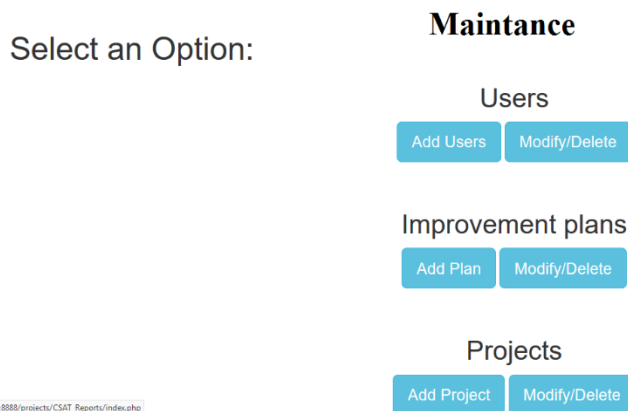 Maintance
Select an Option:
Users
Add Users Modify/Delete
Improvement plans
Add Plan Modify/Delete
Projects
Add Project Modify/Delete
:8888/projects/CSAT_Reports/index.php